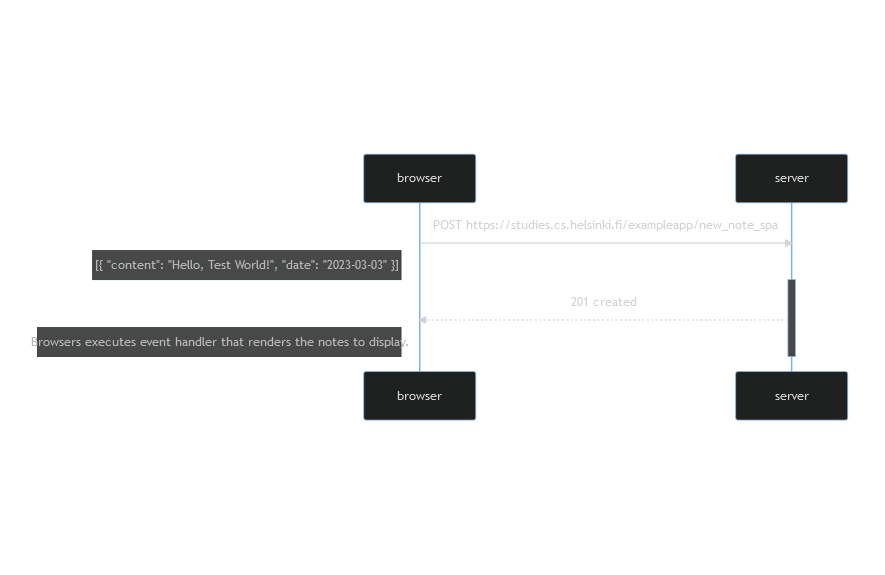 browser
server
POST https://studies.cs.helsinki.fi/exampleapp/new_note_spa
[{ "content": "Hello, Test World!", "date": "2023-03-03" }]
201 created
Browsers executes event handler that renders the notes to display.
browser
server